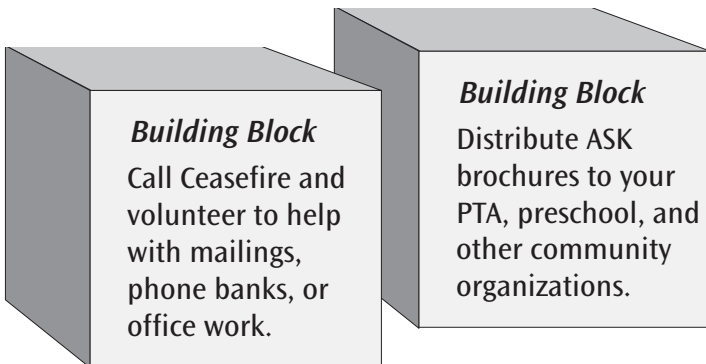 Building Block
Call Ceasefire and
volunteer to help
with mailings,
phone banks, or
office work.
Building Block
Distribute ASK
brochures to your
PTA, preschool, and
other community
organizations.